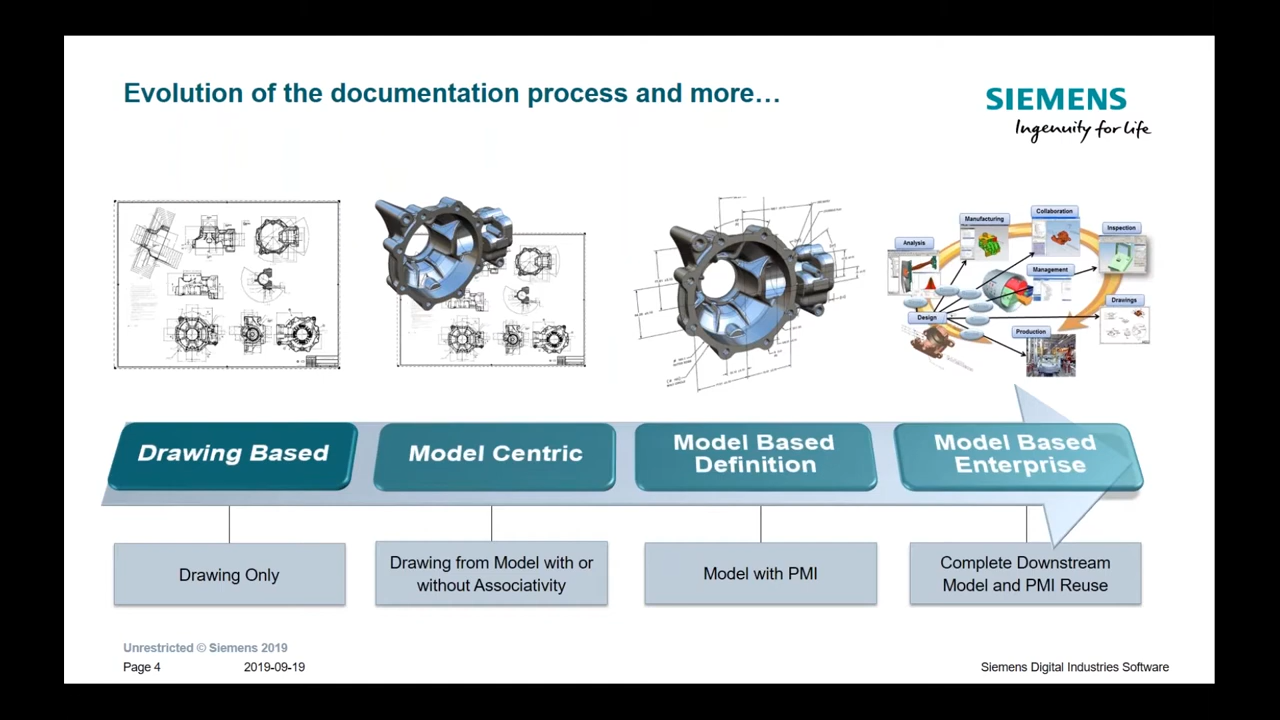 Evolution of the documentation process and more…
SIEMENS
Ingenuity for life
Analysis
Manufacturing
Collaboration
Inspection
Management
Drawings
Design
Production
Drawing Based
Model Centric
Model Based
Definition
Model Based
Enterprise
Drawing Only
Drawing from Model with or
without Associativity
Model with PMI
Complete Downstream
Model and PMI Reuse
Unrestricted © Siemens 2019
Page 4
2019-09-19
Siemens Digital Industries Software